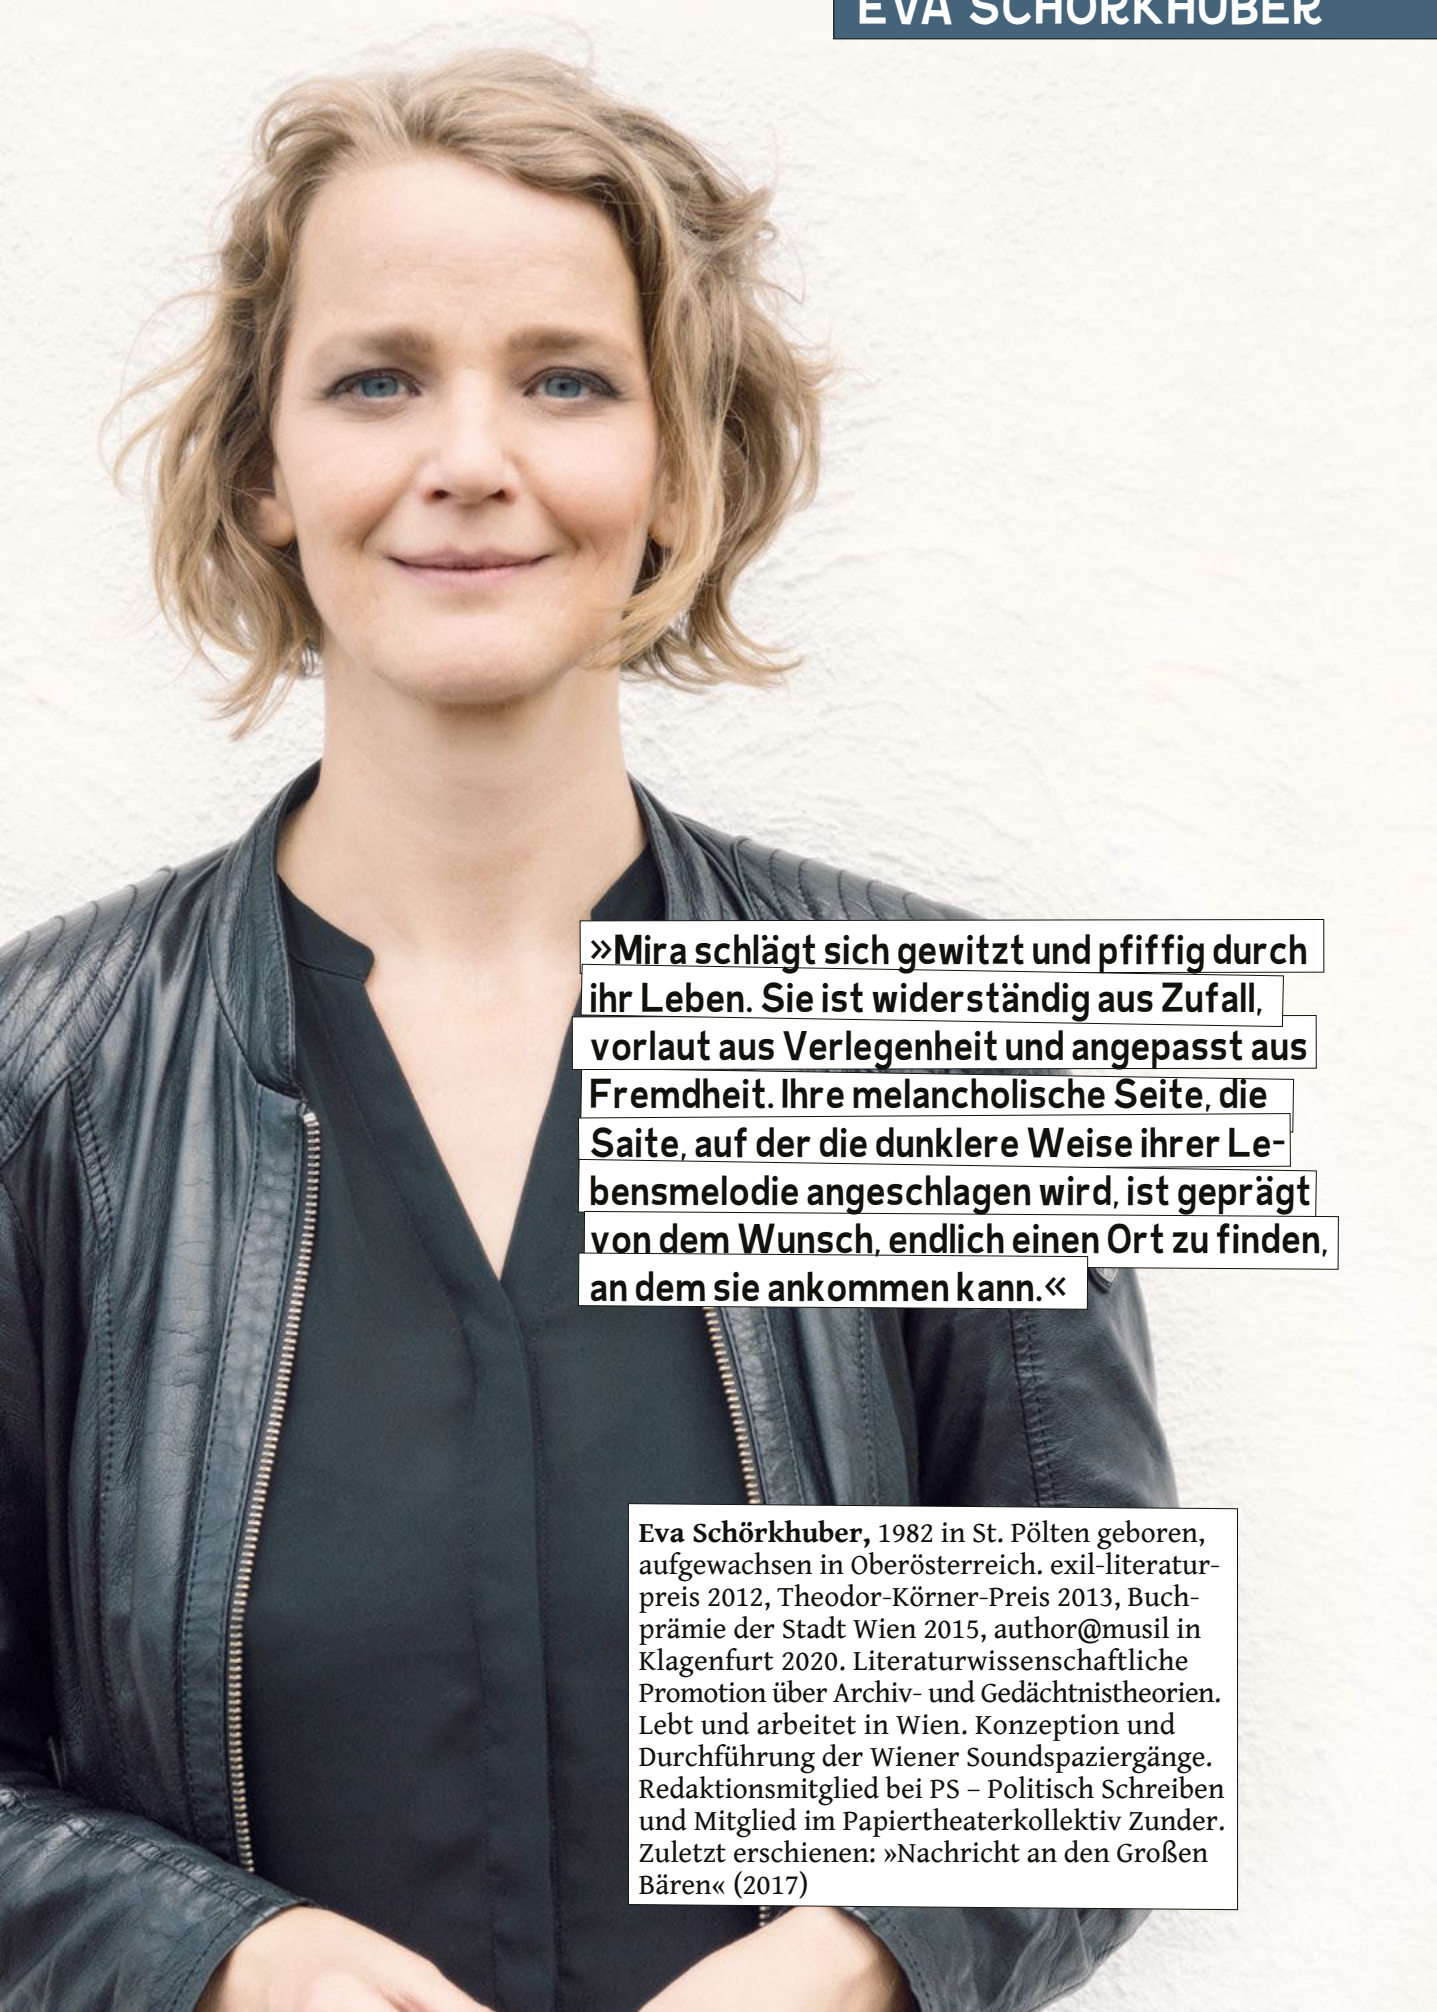 EVA SCHÖRKHUBER
»Mira schlägt sich gewitzt und pfiffig durch
ihr Leben. Sie ist widerständig aus Zufall,
vorlaut aus Verlegenheit und angepasst aus
Fremdheit. Ihre melancholische Seite, die
Saite, auf der die dunklere Weise ihrer Le-
bensmelodie angeschlagen wird, ist geprägt
von dem Wunsch, endlich einen Ort zu finden,
an dem sie ankommen kann.«
Eva Schörkhuber, 1982 in St. Pölten geboren,
aufgewachsen in Oberösterreich. exil-literatur-
preis 2012, Theodor-Körner-Preis 2013, Buch-
prämie der Stadt Wien 2015, author@musil in
Klagenfurt 2020. Literaturwissenschaftliche
Promotion über Archiv- und Gedächtnistheorien.
Lebt und arbeitet in Wien. Konzeption und
Durchführung der Wiener Soundspaziergänge.
Redaktionsmitglied bei PS – Politisch Schreiben
und Mitglied im Papiertheaterkollektiv Zunder.
Zuletzt erschienen: »Nachricht an den Großen
Bären« (2017)